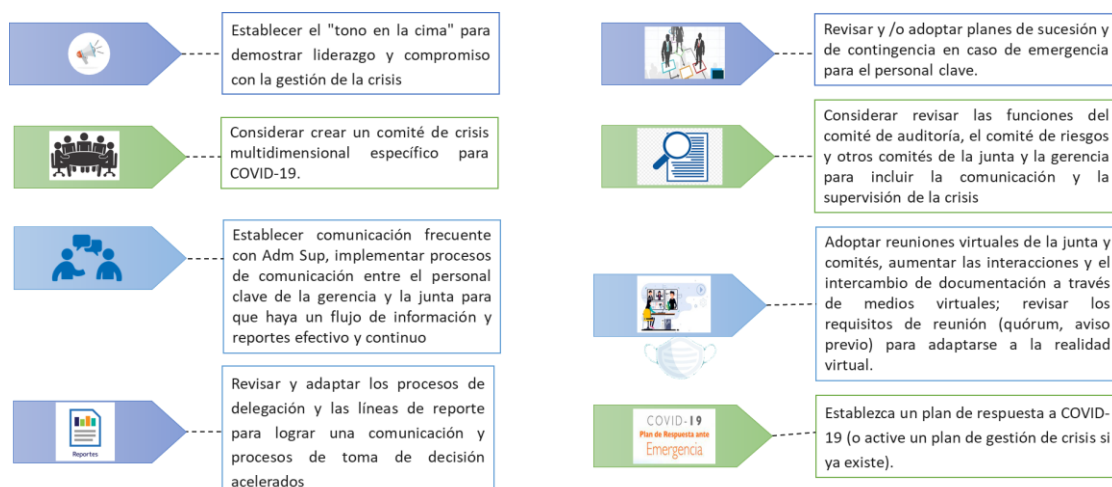 Establecer el "tono en la cima" para
demostrar liderazgo y compromiso
con la gestión de la crisis
Considerar crear un comité de crisis
multidimensional específico para
COVID-19.
Establecer comunicación frecuente
con Adm Sup, implementar procesos
de comunicación entre el personal
clave de la gerencia y la junta para
que haya un flujo de información y
reportes efectivo y continuo
Reportes
Revisar y adaptar los procesos de
delegación y las líneas de reporte
para lograr una comunicación y
procesos de toma de decisión
acelerados
Revisar y /o adoptar planes de sucesión y
de contingencia en caso de emergencia
para el personal clave.
Considerar revisar las funciones del
comité de auditoría, el comité de riesgos
y otros comités de la junta y la gerencia
para incluir la comunicación y la
supervisión de la crisis
Adoptar reuniones virtuales de la junta y
comités, aumentar las interacciones y el
intercambio de documentación a través
de medios virtuales; revisar los
requisitos de reunión (quórum, aviso
previo) para adaptarse a la realidad
virtual.
COVID-19
Plan de Respuesta ante
Emergencia
Establezca un plan de respuesta a COVID-
19 (o active un plan de gestión de crisis si
ya existe).